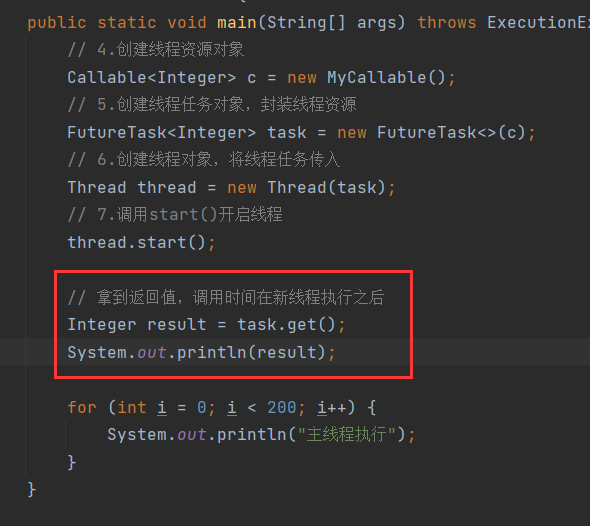 public static void main(String[] args) throws ExecutionEx
// 4.创建线程资源对象
Callable<Integer> c = new MyCallable();
// 5.创建线程任务对象，封装线程资源
FutureTask<Integer> task = new FutureTask<>(c);
// 6.创建线程对象，将线程任务传入
Thread thread = new Thread(task);
// 7.调用start()开启线程
thread.start();
// 拿到返回值，调用时间在新线程执行之后
Integer result = task.get();
System.out.println(result);
for (int i = 0; i < 200; i++) {
System.out.println("主线程执行");
}
}